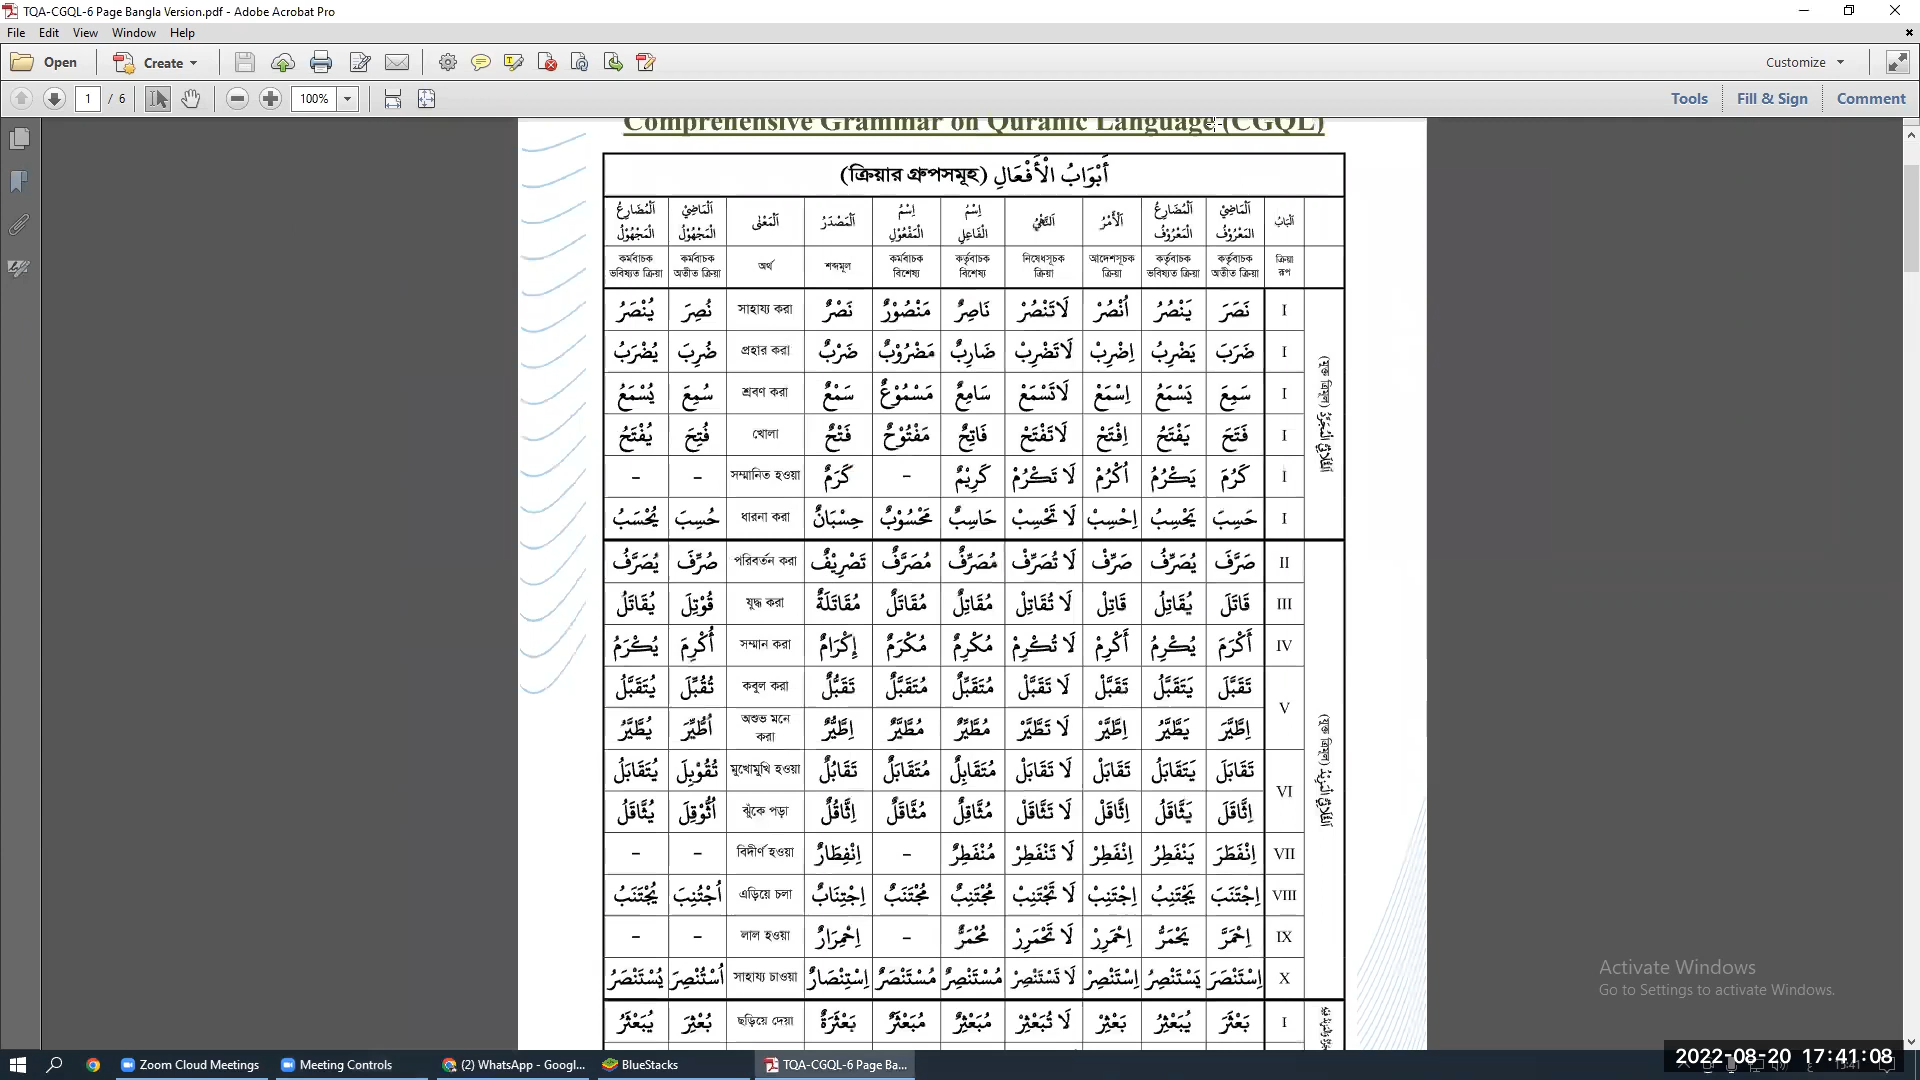 TQA-CGQL-6 Page Bangla Version.pdf - Adobe Acrobat Pro
File Edit View Window Help
Open Create Customize
1 / 6 100% Tools Fill & Sign Comment
Comprehensive Grammar on Quranic Language (CGQL)
أَبْوَابُ الْأَفْعَالِ (ক্রিয়ার গ্রুপসমূহ)
اَلْبَابُ اَلْمَاضِيْ الْمَعْرُوْفُ اَلْمُضَارِعُ الْمَعْرُوْفُ اَلْأَمْرُ اَلنَّهْيُ اِسْمُ الْفَاعِلِ اِسْمُ الْمَفْعُوْلِ اَلْمَصْدَرُ اَلْمَعْنٰى اَلْمَاضِيْ الْمَجْهُوْلُ اَلْمُضَارِعُ الْمَجْهُوْلُ
ক্রিয়া রূপ কর্তৃবাচক অতীত ক্রিয়া কর্তৃবাচক ভবিষ্যত ক্রিয়া আদেশসূচক ক্রিয়া নিষেধসূচক ক্রিয়া কর্তৃবাচক বিশেষ্য কর্মবাচক বিশেষ্য শব্দমূল অর্থ কর্মবাচক অতীত ক্রিয়া কর্মবাচক ভবিষ্যত ক্রিয়া
I نَصَرَ يَنْصُرُ اُنْصُرْ لَا تَنْصُرْ نَاصِرٌ مَنْصُوْرٌ نَصْرٌ সাহায্য করা نُصِرَ يُنْصَرُ
I ضَرَبَ يَضْرِبُ اِضْرِبْ لَا تَضْرِبْ ضَارِبٌ مَضْرُوْبٌ ضَرْبٌ প্রহার করা ضُرِبَ يُضْرَبُ
I سَمِعَ يَسْمَعُ اِسْمَعْ لَا تَسْمَعْ سَامِعٌ مَسْمُوْعٌ سَمْعٌ শ্রবণ করা سُمِعَ يُسْمَعُ
I فَتَحَ يَفْتَحُ اِفْتَحْ لَا تَفْتَحْ فَاتِحٌ مَفْتُوْحٌ فَتْحٌ খোলা فُتِحَ يُفْتَحُ
I كَرُمَ يَكْرُمُ اُكْرُمْ لَا تَكْرُمْ كَرِيْمٌ - كَرَمٌ সম্মানিত হওয়া - -
I حَسِبَ يَحْسِبُ اِحْسِبْ لَا تَحْسِبْ حَاسِبٌ مَحْسُوْبٌ حِسْبَانٌ ধারনা করা حُسِبَ يُحْسَبُ
II صَرَّفَ يُصَرِّفُ صَرِّفْ لَا تُصَرِّفْ مُصَرِّفٌ مُصَرَّفٌ تَصْرِيْفٌ পরিবর্তন করা صُرِّفَ يُصَرَّفُ
III قَاتَلَ يُقَاتِلُ قَاتِلْ لَا تُقَاتِلْ مُقَاتِلٌ مُقَاتَلٌ مُقَاتَلَةٌ যুদ্ধ করা قُوْتِلَ يُقَاتَلُ
IV أَكْرَمَ يُكْرِمُ أَكْرِمْ لَا تُكْرِمْ مُكْرِمٌ مُكْرَمٌ إِكْرَامٌ সম্মান করা أُكْرِمَ يُكْرَمُ
V تَقَبَّلَ يَتَقَبَّلُ تَقَبَّلْ لَا تَقَبَّلْ مُتَقَبِّلٌ مُتَقَبَّلٌ تَقَبُّلٌ কবুল করা تُقُبِّلَ يُتَقَبَّلُ
اِطَّيَّرَ يَطَّيَّرُ اِطَّيَّرْ لَا تَطَّيَّرْ مُطَّيِّرٌ مُطَّيَّرٌ اِطَّيُّرٌ অশুভ মনে করা اُطُّيِّرَ يُطَّيَّرُ
VI تَقَابَلَ يَتَقَابَلُ تَقَابَلْ لَا تَقَابَلْ مُتَقَابِلٌ مُتَقَابَلٌ تَقَابُلٌ মুখোমুখি হওয়া تُقُوْبِلَ يُتَقَابَلُ
اِثَّاقَلَ يَثَّاقَلُ اِثَّاقَلْ لَا تَثَّاقَلْ مُثَّاقِلٌ مُثَّاقَلٌ اِثَّاقُلٌ ঝুঁকে পড়া اُثُّوْقِلَ يُثَّاقَلُ
VII اِنْفَطَرَ يَنْفَطِرُ اِنْفَطِرْ لَا تَنْفَطِرْ مُنْفَطِرٌ - اِنْفِطَارٌ বিদীর্ণ হওয়া - -
VIII اِجْتَنَبَ يَجْتَنِبُ اِجْتَنِبْ لَا تَجْتَنِبْ مُجْتَنِبٌ مُجْتَنَبٌ اِجْتِنَابٌ এড়িয়ে চলা اُجْتُنِبَ يُجْتَنَبُ
IX اِحْمَرَّ يَحْمَرُّ اِحْمَرِرْ لَا تَحْمَرِرْ مُحْمَرٌّ - اِحْمِرَارٌ লাল হওয়া - -
X اِسْتَنْصَرَ يَسْتَنْصِرُ اِسْتَنْصِرْ لَا تَسْتَنْصِرْ مُسْتَنْصِرٌ مُسْتَنْصَرٌ اِسْتِنْصَارٌ সাহায্য চাওয়া اُسْتُنْصِرَ يُسْتَنْصَرُ
I بَعْثَرَ يُبَعْثِرُ بَعْثِرْ لَا تُبَعْثِرْ مُبَعْثِرٌ مُبَعْثَرٌ بَعْثَرَةٌ ছড়িয়ে দেয়া بُعْثِرَ يُبَعْثَرُ
Activate Windows
Go to Settings to activate Windows.
Zoom Cloud Meetings Meeting Controls (2) WhatsApp - Googl... BlueStacks TQA-CGQL-6 Page Ba...
2022-08-20 17:41:08